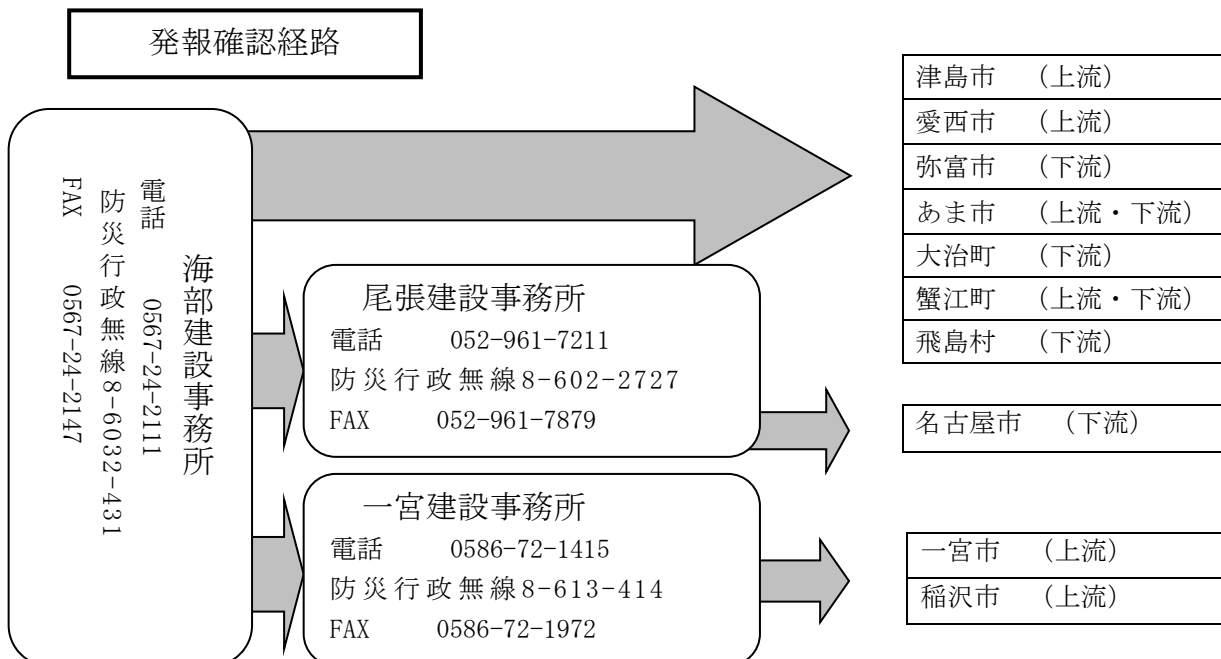 発報確認経路
海部建設事務所
電話 0567-24-2111
防災行政無線8-6032-431
FAX 0567-24-2147
尾張建設事務所
電話 052-961-7211
防災行政無線8-602-2727
FAX 052-961-7879
一宮建設事務所
電話 0586-72-1415
防災行政無線8-613-414
FAX 0586-72-1972
津島市 （上流）
愛西市 （上流）
弥富市 （下流）
あま市 （上流・下流）
大治町 （下流）
蟹江町 （上流・下流）
飛島村 （下流）
名古屋市 （下流）
一宮市 （上流）
稲沢市 （上流）